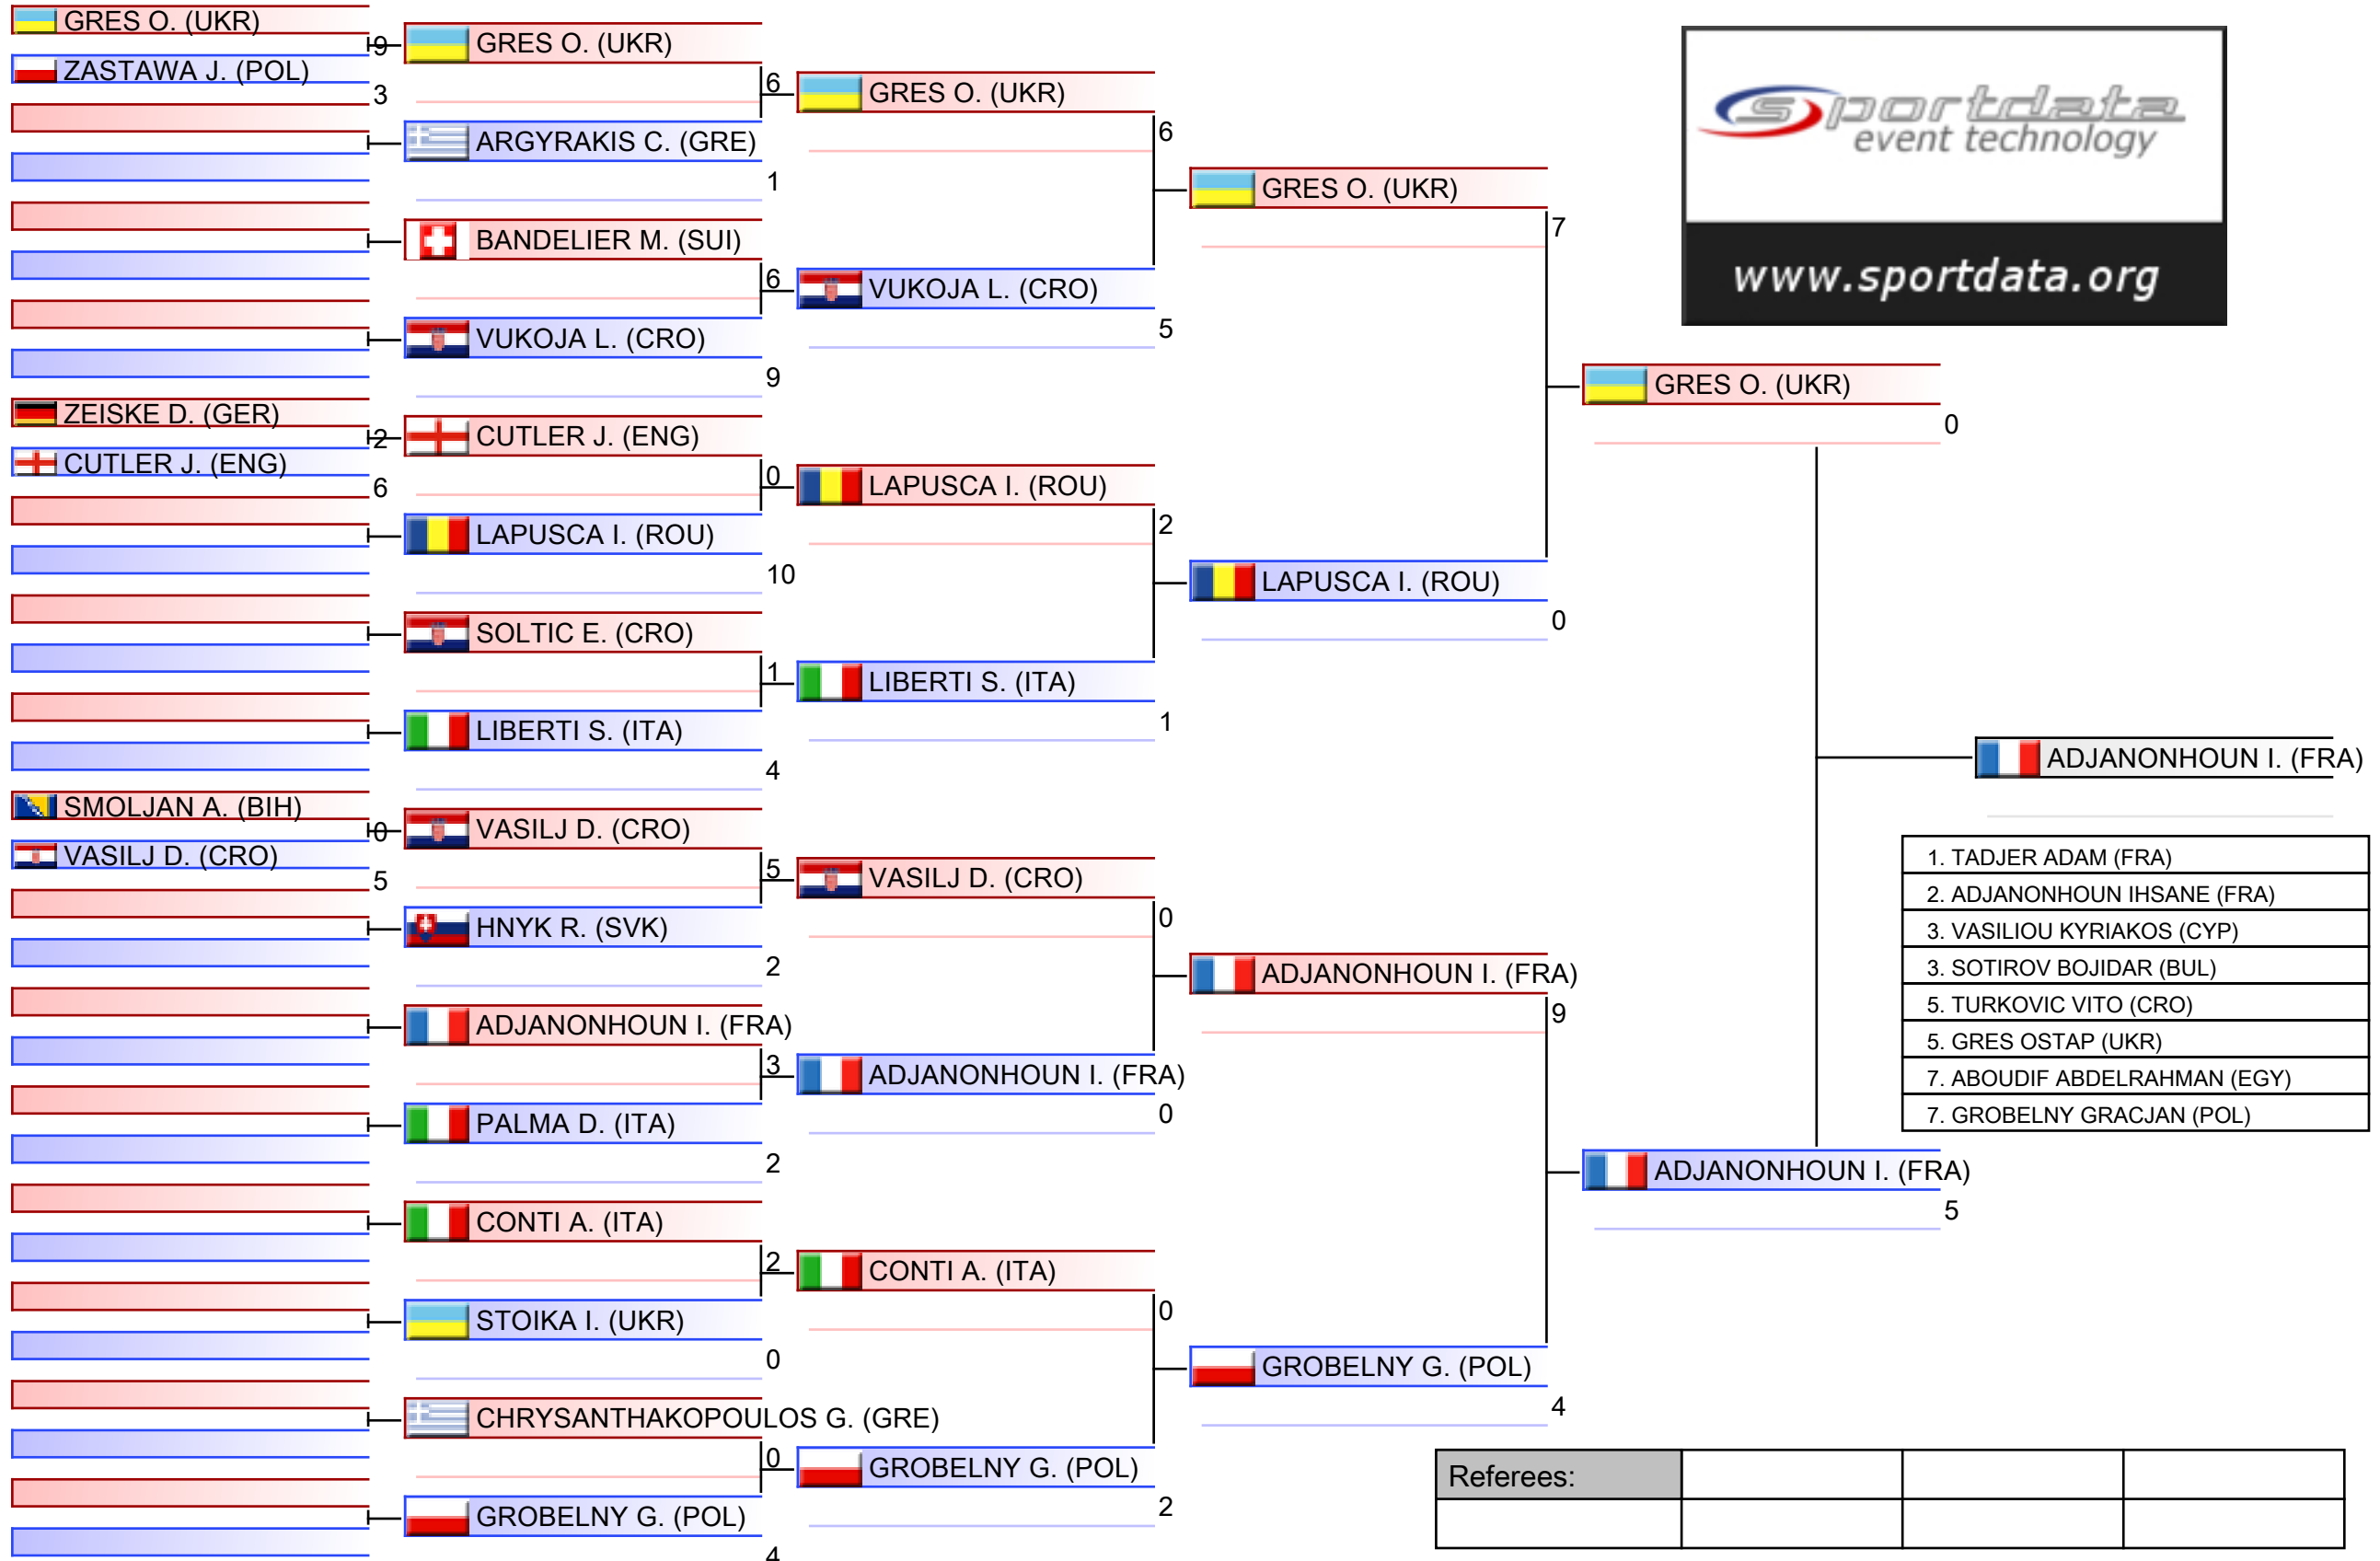 GRES O. (UKR)
9
ZASTAWA J. (POL)
3
ZEISKE D. (GER)
2
CUTLER J. (ENG)
6
SMOLJAN A. (BIH)
0
VASILJ D. (CRO)
5
GRES O. (UKR)
6
ARGYRAKIS C. (GRE)
1
BANDELIER M. (SUI)
6
VUKOJA L. (CRO)
9
CUTLER J. (ENG)
0
LAPUSCA I. (ROU)
10
SOLTIC E. (CRO)
1
LIBERTI S. (ITA)
4
VASILJ D. (CRO)
5
HNYK R. (SVK)
2
ADJANONHOUN I. (FRA)
3
PALMA D. (ITA)
2
CONTI A. (ITA)
2
STOIKA I. (UKR)
0
CHRYSANTHAKOPOULOS G. (GRE)
0
GROBELNY G. (POL)
4
GRES O. (UKR)
6
VUKOJA L. (CRO)
5
LAPUSCA I. (ROU)
2
LIBERTI S. (ITA)
1
VASILJ D. (CRO)
0
ADJANONHOUN I. (FRA)
0
CONTI A. (ITA)
0
GROBELNY G. (POL)
2
GRES O. (UKR)
7
LAPUSCA I. (ROU)
0
ADJANONHOUN I. (FRA)
9
GROBELNY G. (POL)
4
GRES O. (UKR)
0
ADJANONHOUN I. (FRA)
5
ADJANONHOUN I. (FRA)
sportdata
event technology
www.sportdata.org
1. TADJER ADAM (FRA)
2. ADJANONHOUN IHSANE (FRA)
3. VASILIOU KYRIAKOS (CYP)
3. SOTIROV BOJIDAR (BUL)
5. TURKOVIC VITO (CRO)
5. GRES OSTAP (UKR)
7. ABOUDIF ABDELRAHMAN (EGY)
7. GROBELNY GRACJAN (POL)
Referees: